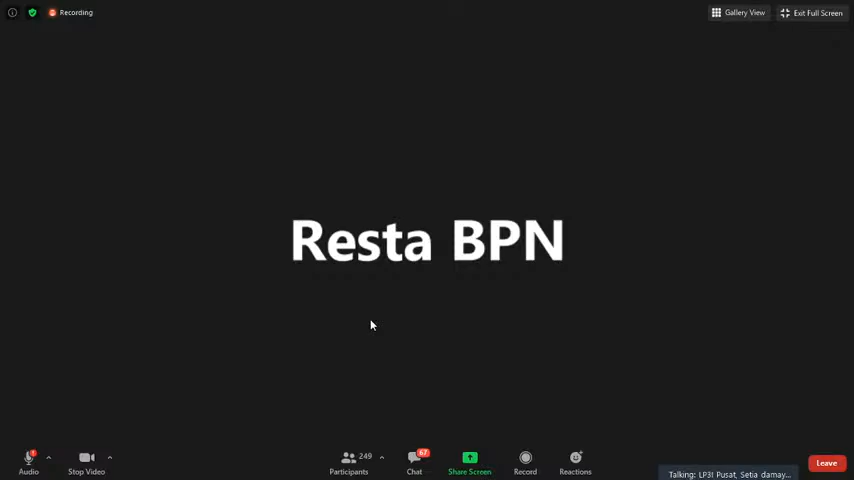 Recording
Gallery View
Exit Full Screen
Resta BPN
Audio
Stop Video
249
Participants
67
Chat
Share Screen
Record
Reactions
Talking: LP3I Pusat, Setia damay...
Leave